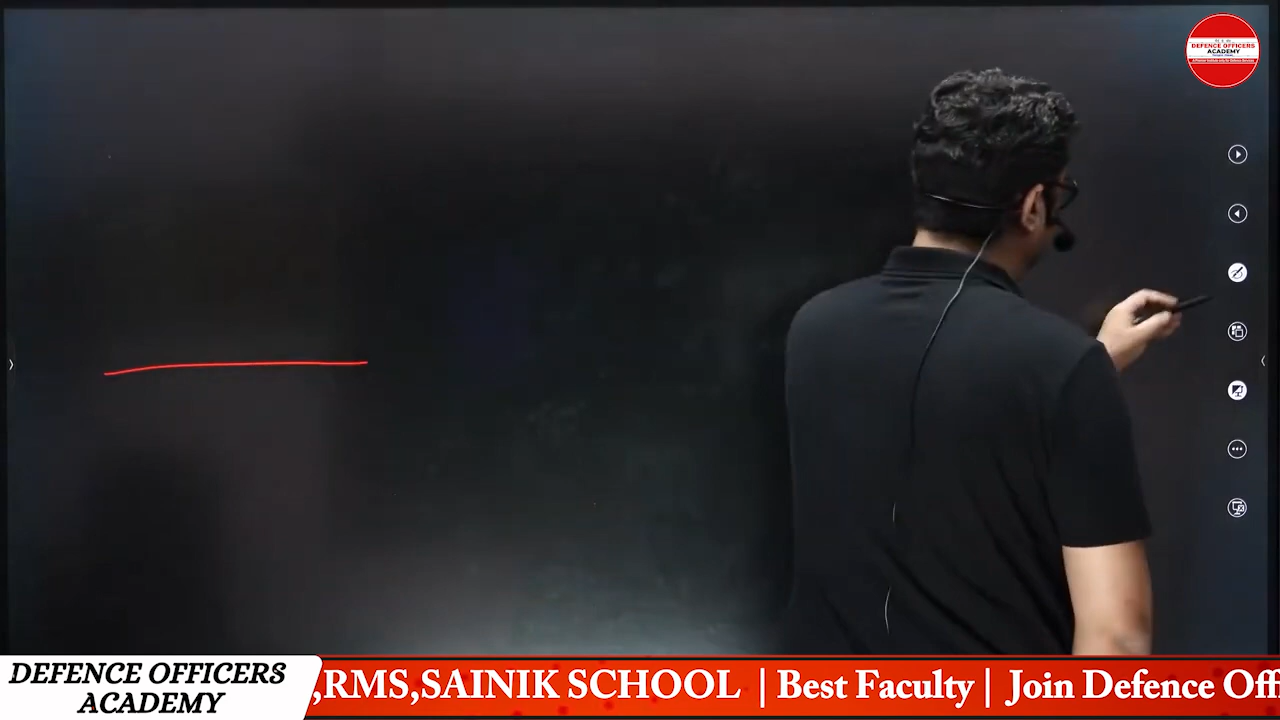 DEFENCE OFFICERS
ACADEMY
DEFENCE OFFICERS
ACADEMY
,RMS,SAINIK SCHOOL | Best Faculty | Join Defence Off